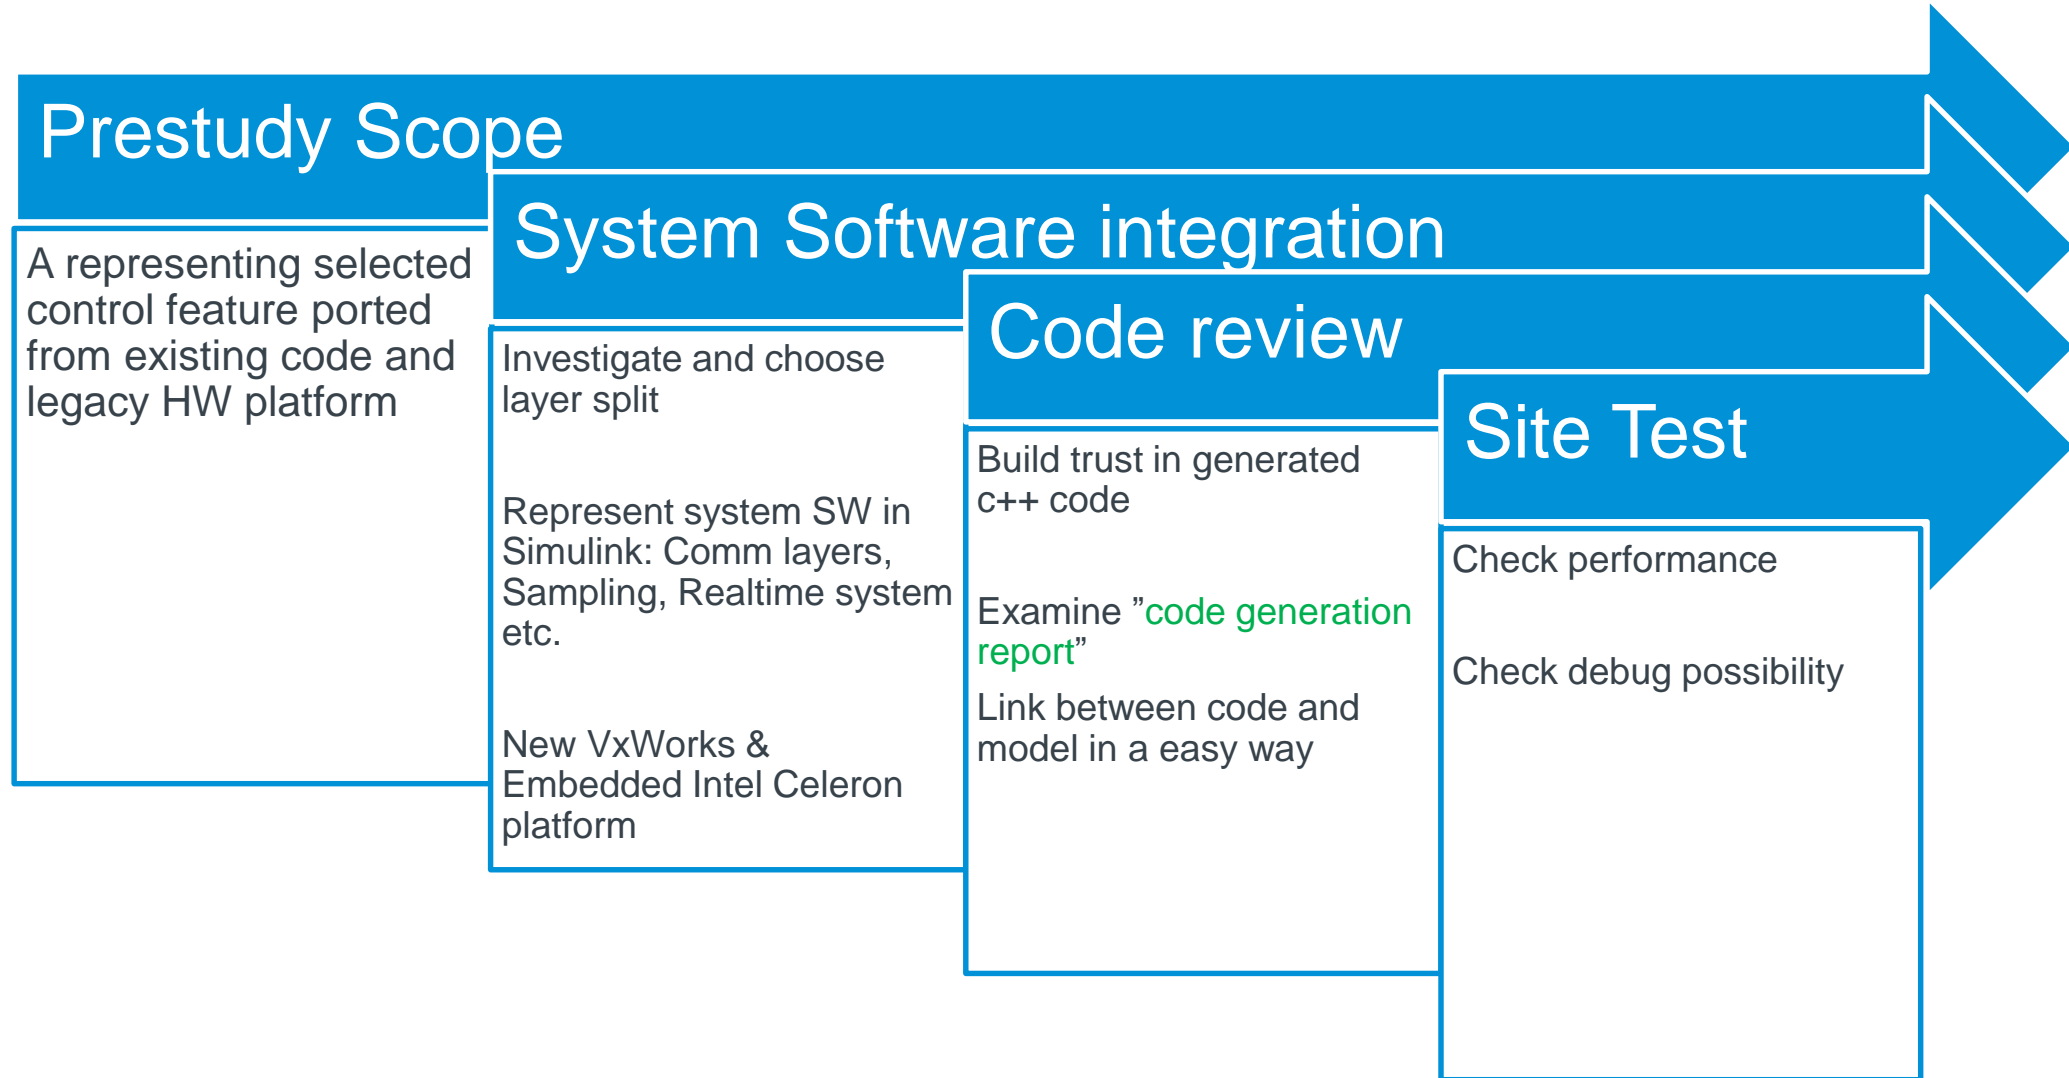 Prestudy Scope
A representing selected
control feature ported
from existing code and
legacy HW platform
System Software integration
Investigate and choose
layer split
Represent system SW in
Simulink: Comm layers,
Sampling, Realtime system
etc.
New VxWorks &
Embedded Intel Celeron
platform
Code review
Build trust in generated
c++ code
Examine ”code generation
report”
Link between code and
model in a easy way
Site Test
Check performance
Check debug possibility